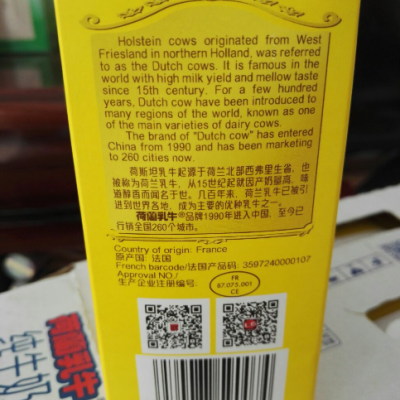 Holstein cows originated from West
Friesland in northern Holland, was referred
to as the Dutch cows. It is famous in the
world with high milk yield and mellow taste
since 15th century. For a few hundred
years, Dutch cow have been introduced to
many regions of the world, known as one
of the main varieties of dairy cows.
The brand of "Dutch cow" has entered
China from 1990 and has been marketing
to 260 cities now.
荷斯坦乳牛起源于荷兰北部西弗里生省，也
被称为荷兰乳牛。从15世纪起就因产奶量高、味
道醇香而闻名于世。几百年来，荷兰乳牛已被引
进到世界各地，成为主要的优种乳牛之一。
荷兰乳牛®品牌1990年进入中国，至今已
行销全国260个城市。
Country of origin: France
原产国: 法国
French barcode/法国产品码: 3597240000107
Approval NO./
生产企业注册编号:
FR
67.073.001
CE
荷兰乳牛
纯牛奶